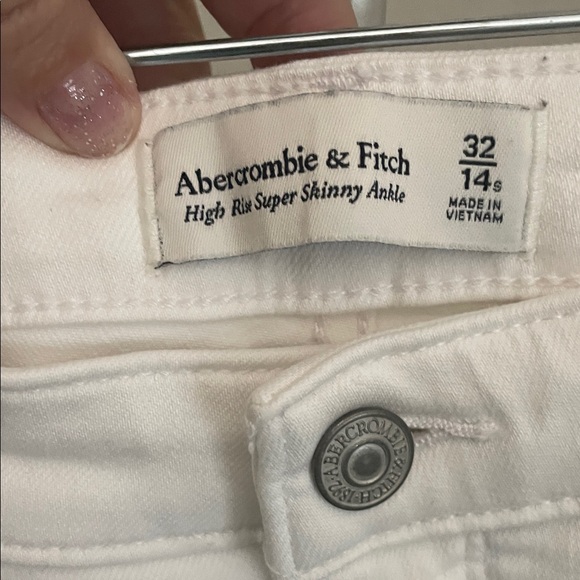 Abercrombie & Fitch
High Rise Super Skinny Ankle
32
14s
MADE IN
VIETNAM
ABERCROMBIE & FITCH · 1892 ·